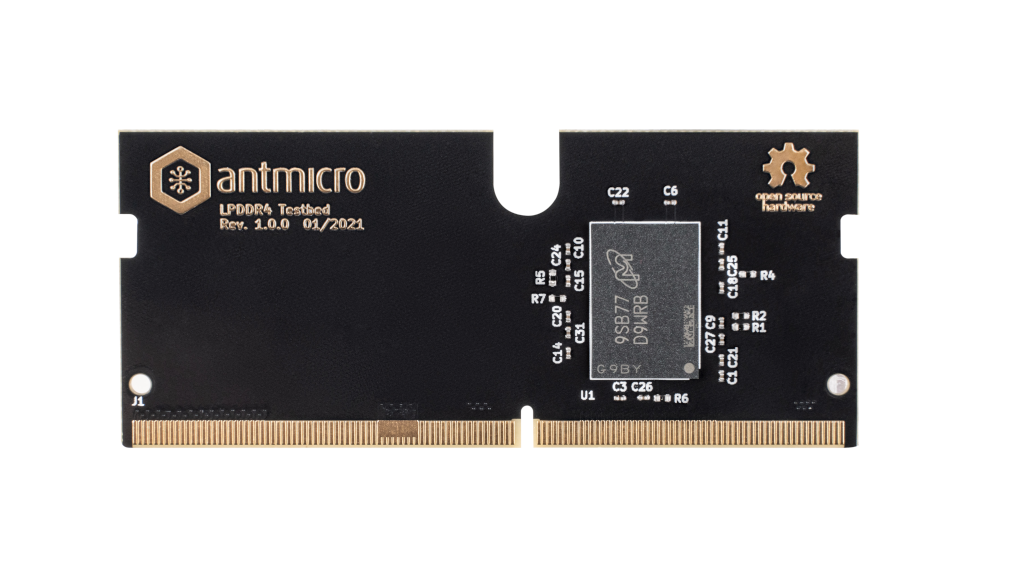 antmicro
LPDDR4 Testbed
Rev. 1.0.0 01/2021
open source
hardware
C22
C6
C11
C10
C24
C25
R5
C15
C18
R4
R7
C20
C31
C9
R2
R1
C27
C14
C21
C1
9SB77
D9WRB
G9BY
J1
U1
C3
C26
R6